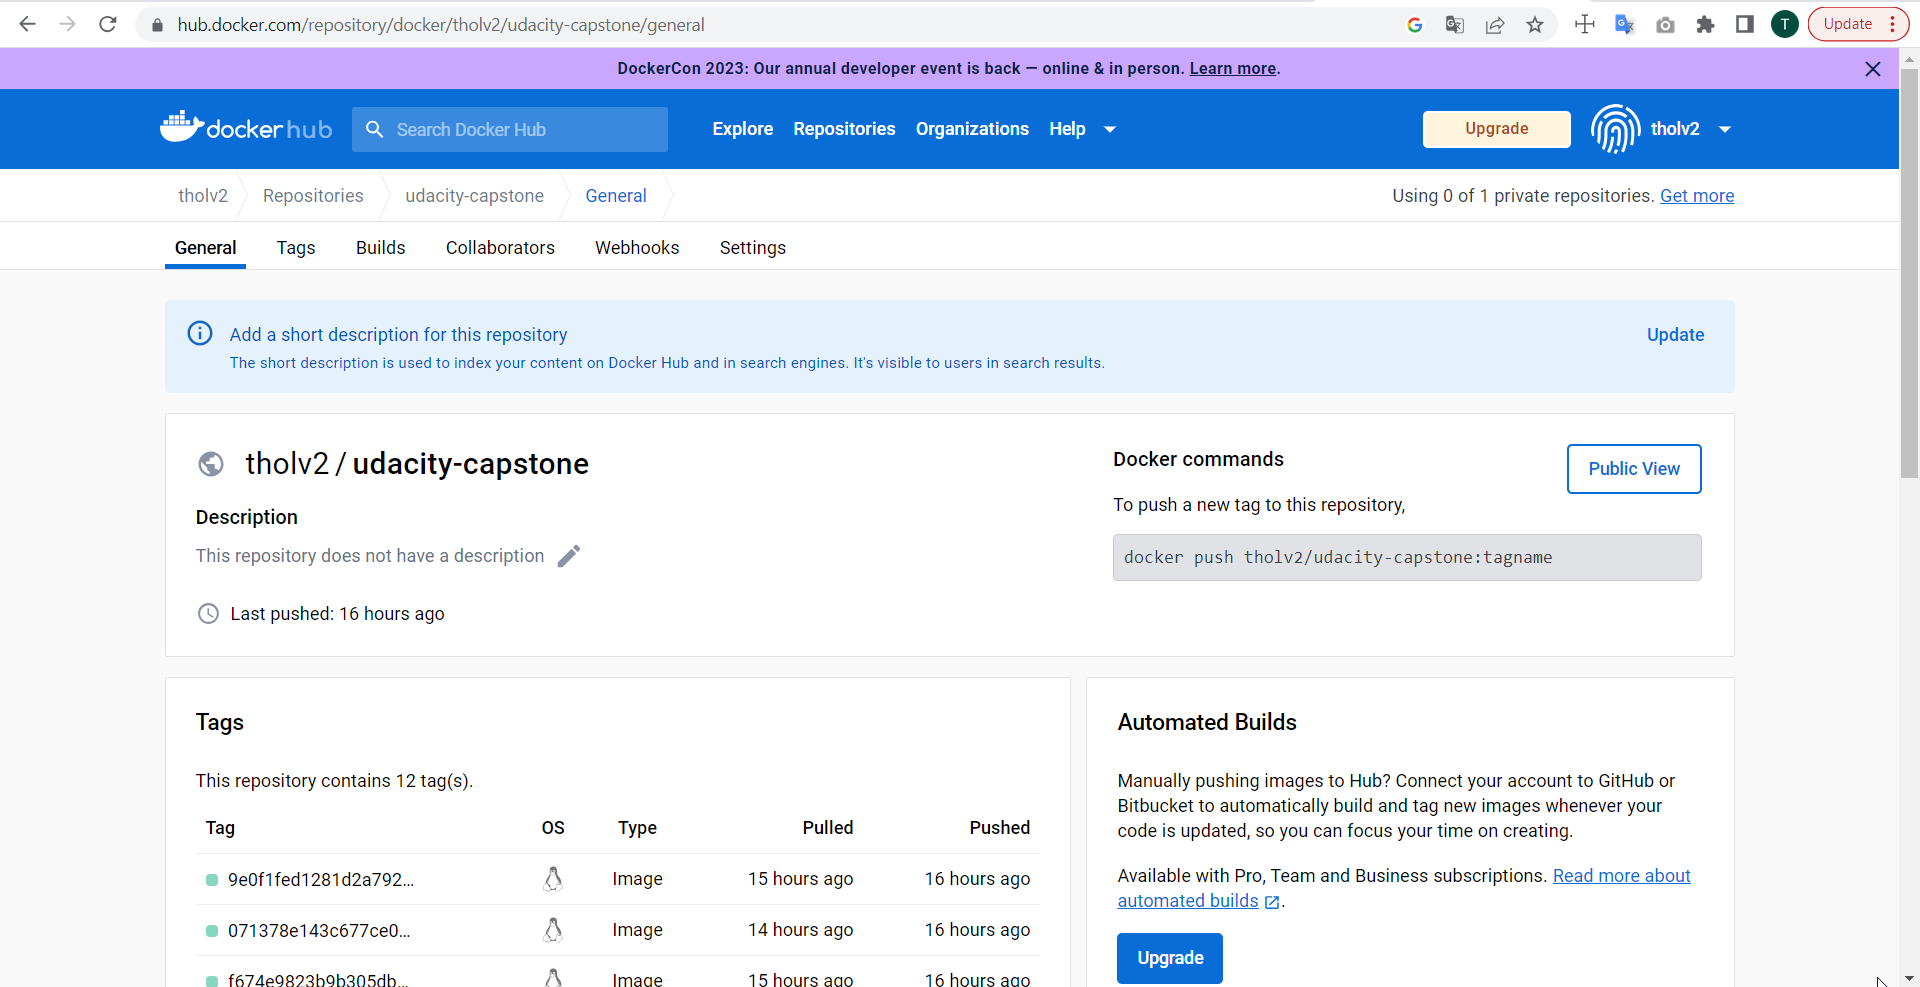 hub.docker.com/repository/docker/tholv2/udacity-capstone/general
T
Update
DockerCon 2023: Our annual developer event is back — online & in person. Learn more.
docker hub
Search Docker Hub
Explore Repositories Organizations Help
Upgrade
tholv2
tholv2 Repositories udacity-capstone General
Using 0 of 1 private repositories. Get more
General Tags Builds Collaborators Webhooks Settings
Add a short description for this repository
Update
The short description is used to index your content on Docker Hub and in search engines. It's visible to users in search results.
tholv2 / udacity-capstone
Description
This repository does not have a description
Last pushed: 16 hours ago
Docker commands
Public View
To push a new tag to this repository,
docker push tholv2/udacity-capstone:tagname
Tags
This repository contains 12 tag(s).
Tag OS Type Pulled Pushed
9e0f1fed1281d2a792... Image 15 hours ago 16 hours ago
071378e143c677ce0... Image 14 hours ago 16 hours ago
f674e9823b9b305db... Image 15 hours ago 16 hours ago
Automated Builds
Manually pushing images to Hub? Connect your account to GitHub or
Bitbucket to automatically build and tag new images whenever your
code is updated, so you can focus your time on creating.
Available with Pro, Team and Business subscriptions. Read more about
automated builds.
Upgrade